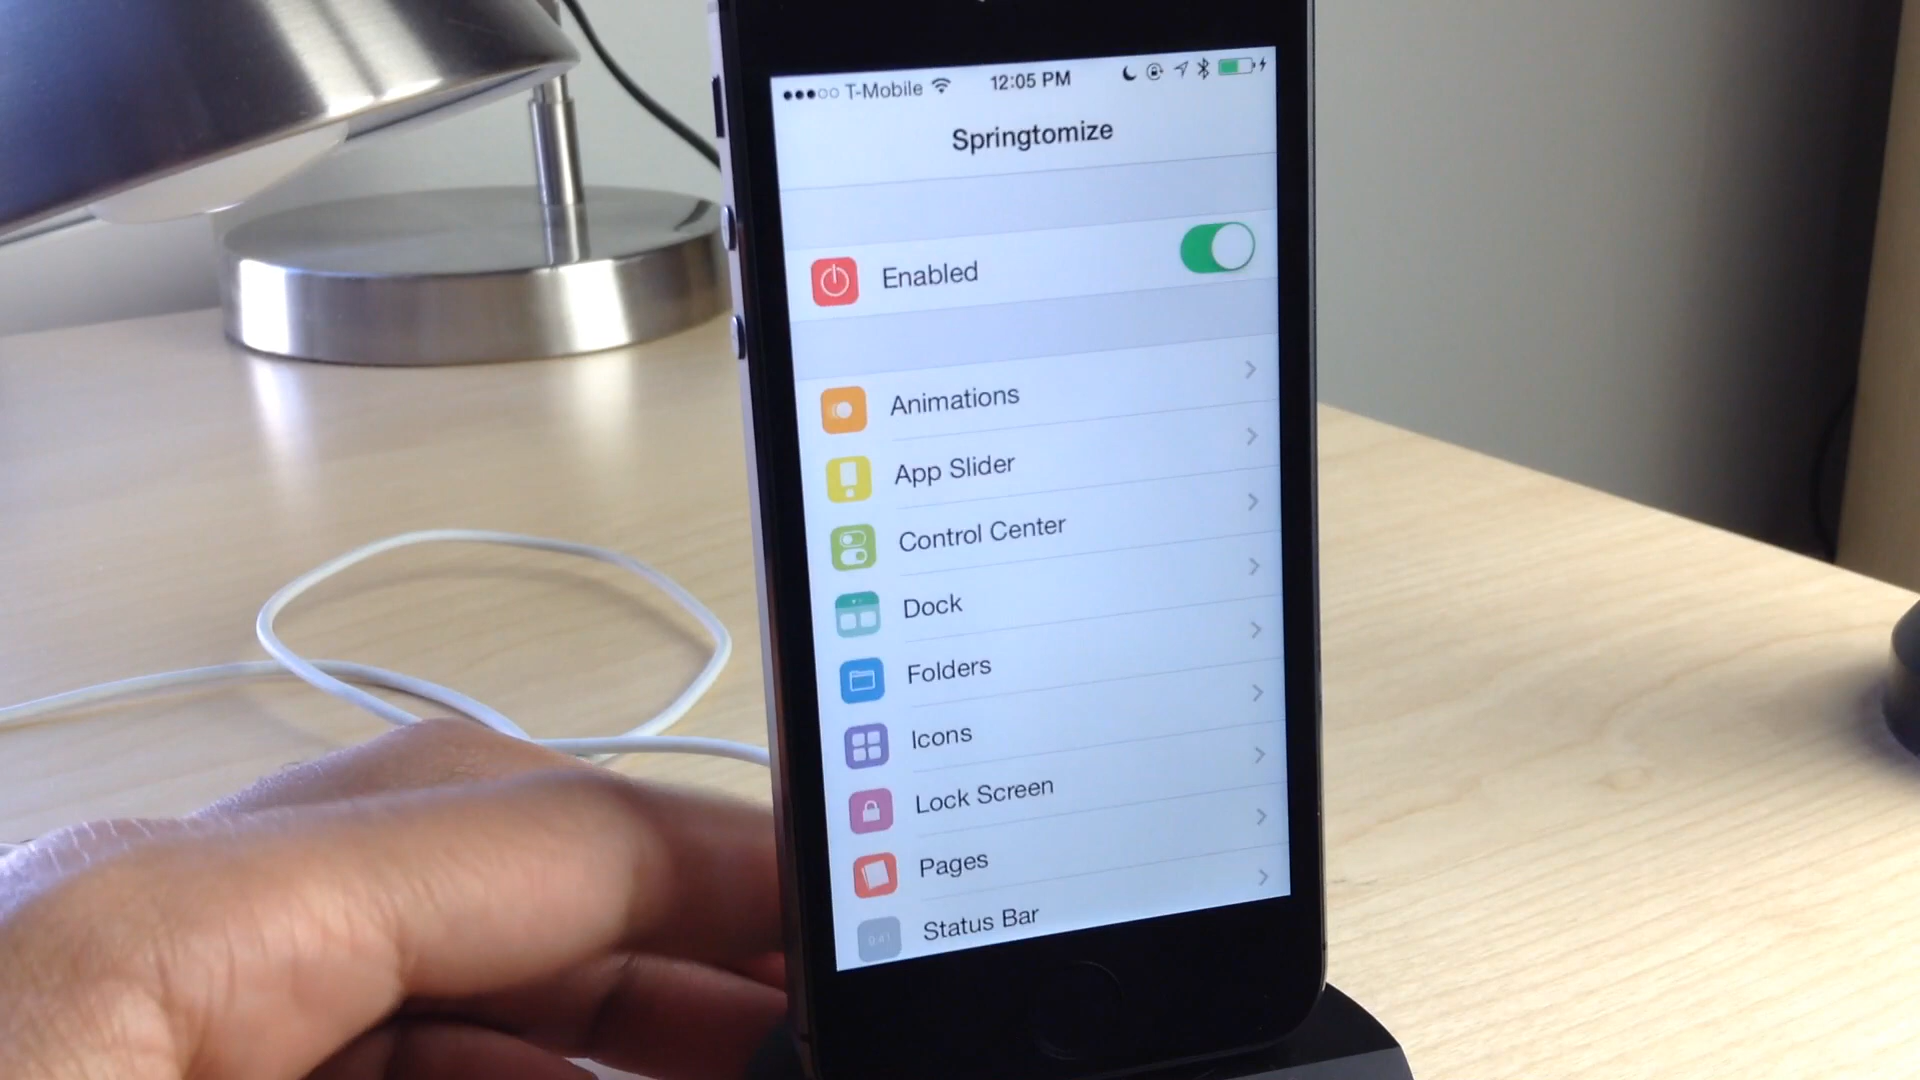 T-Mobile 12:05 PM
Springtomize
Enabled
Animations
App Slider
Control Center
Dock
Folders
Icons
Lock Screen
Pages
Status Bar